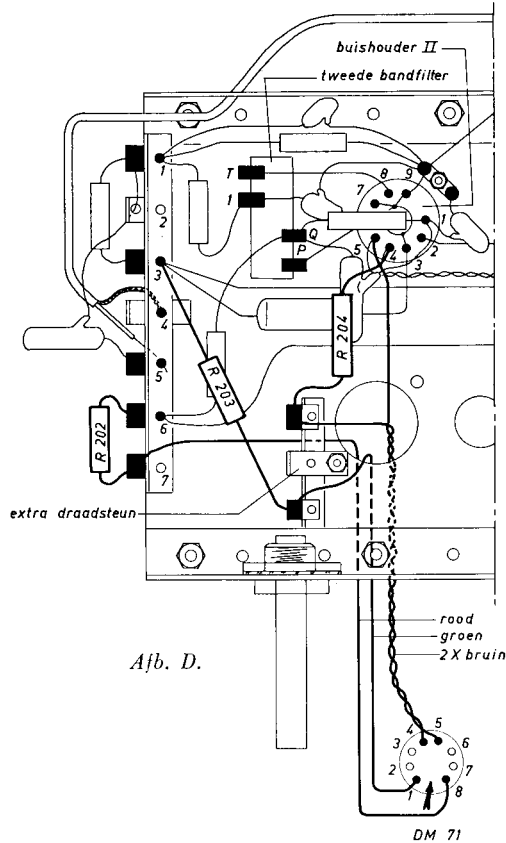 buishouder II
tweede bandfilter
T
1
Q
P
7
8
9
1
2
3
4
5
1
2
3
4
5
6
7
R 204
R 203
R 202
extra draadsteun
rood
groen
2X bruin
Afb. D.
4
5
3
6
2
7
1
8
DM 71